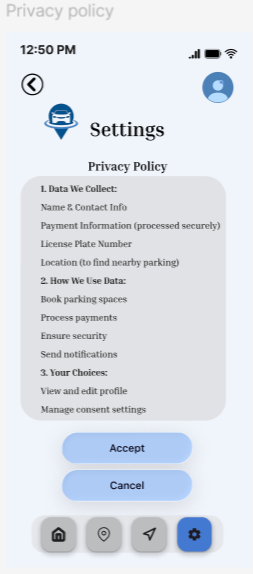 Privacy policy
12:50 PM
Settings
Privacy Policy
1. Data We Collect:
Name & Contact Info
Payment Information (processed securely)
License Plate Number
Location (to find nearby parking)
2. How We Use Data:
Book parking spaces
Process payments
Ensure security
Send notifications
3. Your Choices:
View and edit profile
Manage consent settings
Accept
Cancel